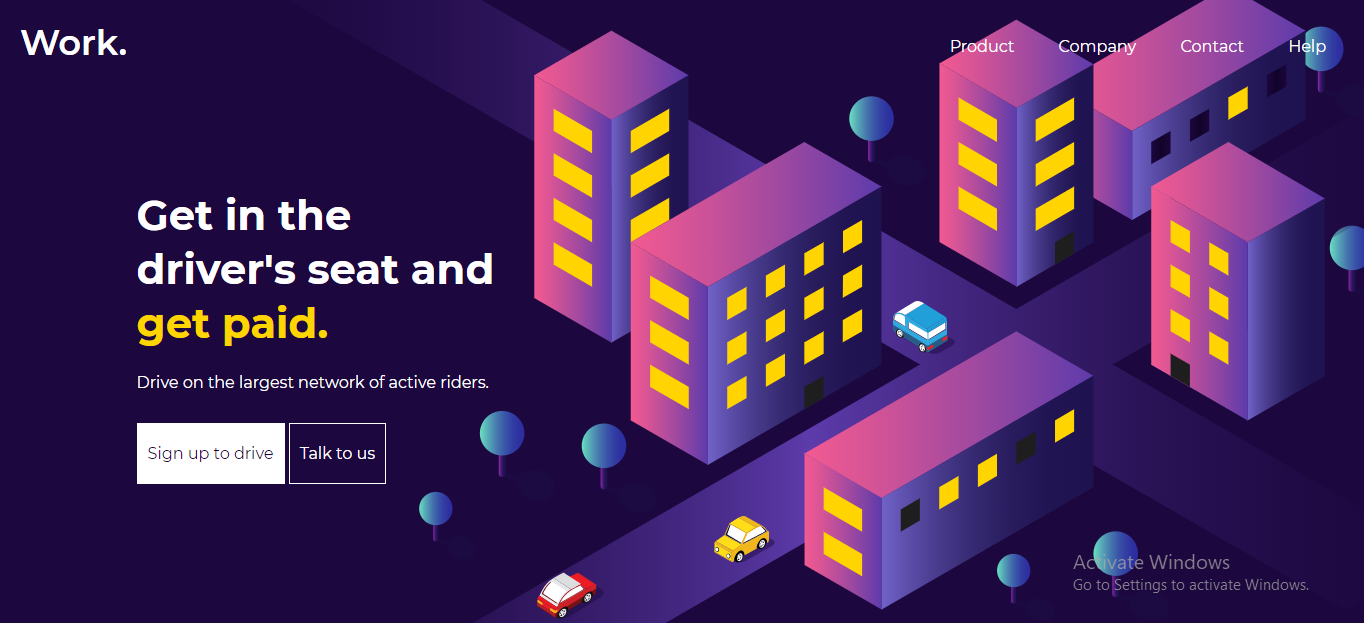 Work.
Product
Company
Contact
Help
Get in the
driver's seat and
get paid.
Drive on the largest network of active riders.
Sign up to drive
Talk to us
Activate Windows
Go to Settings to activate Windows.